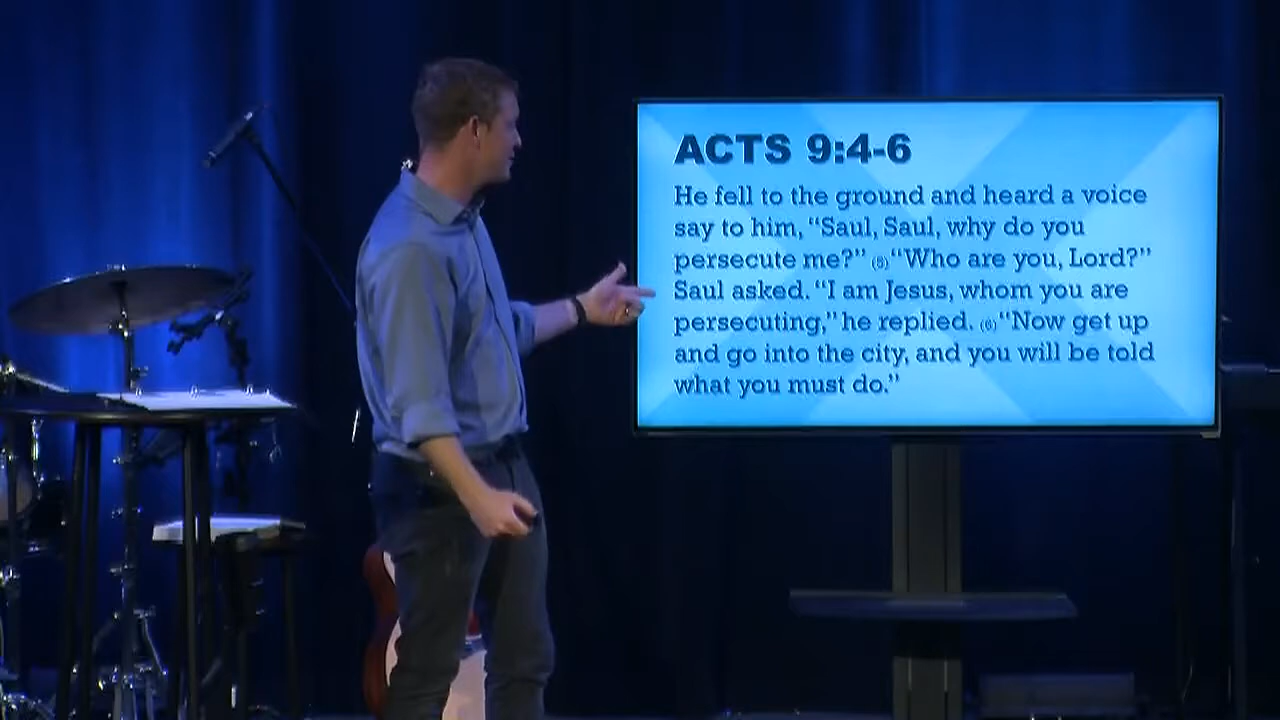 ACTS 9:4-6
He fell to the ground and heard a voice
say to him, “Saul, Saul, why do you
persecute me?” (5)“Who are you, Lord?”
Saul asked. “I am Jesus, whom you are
persecuting,” he replied. (6)“Now get up
and go into the city, and you will be told
what you must do.”